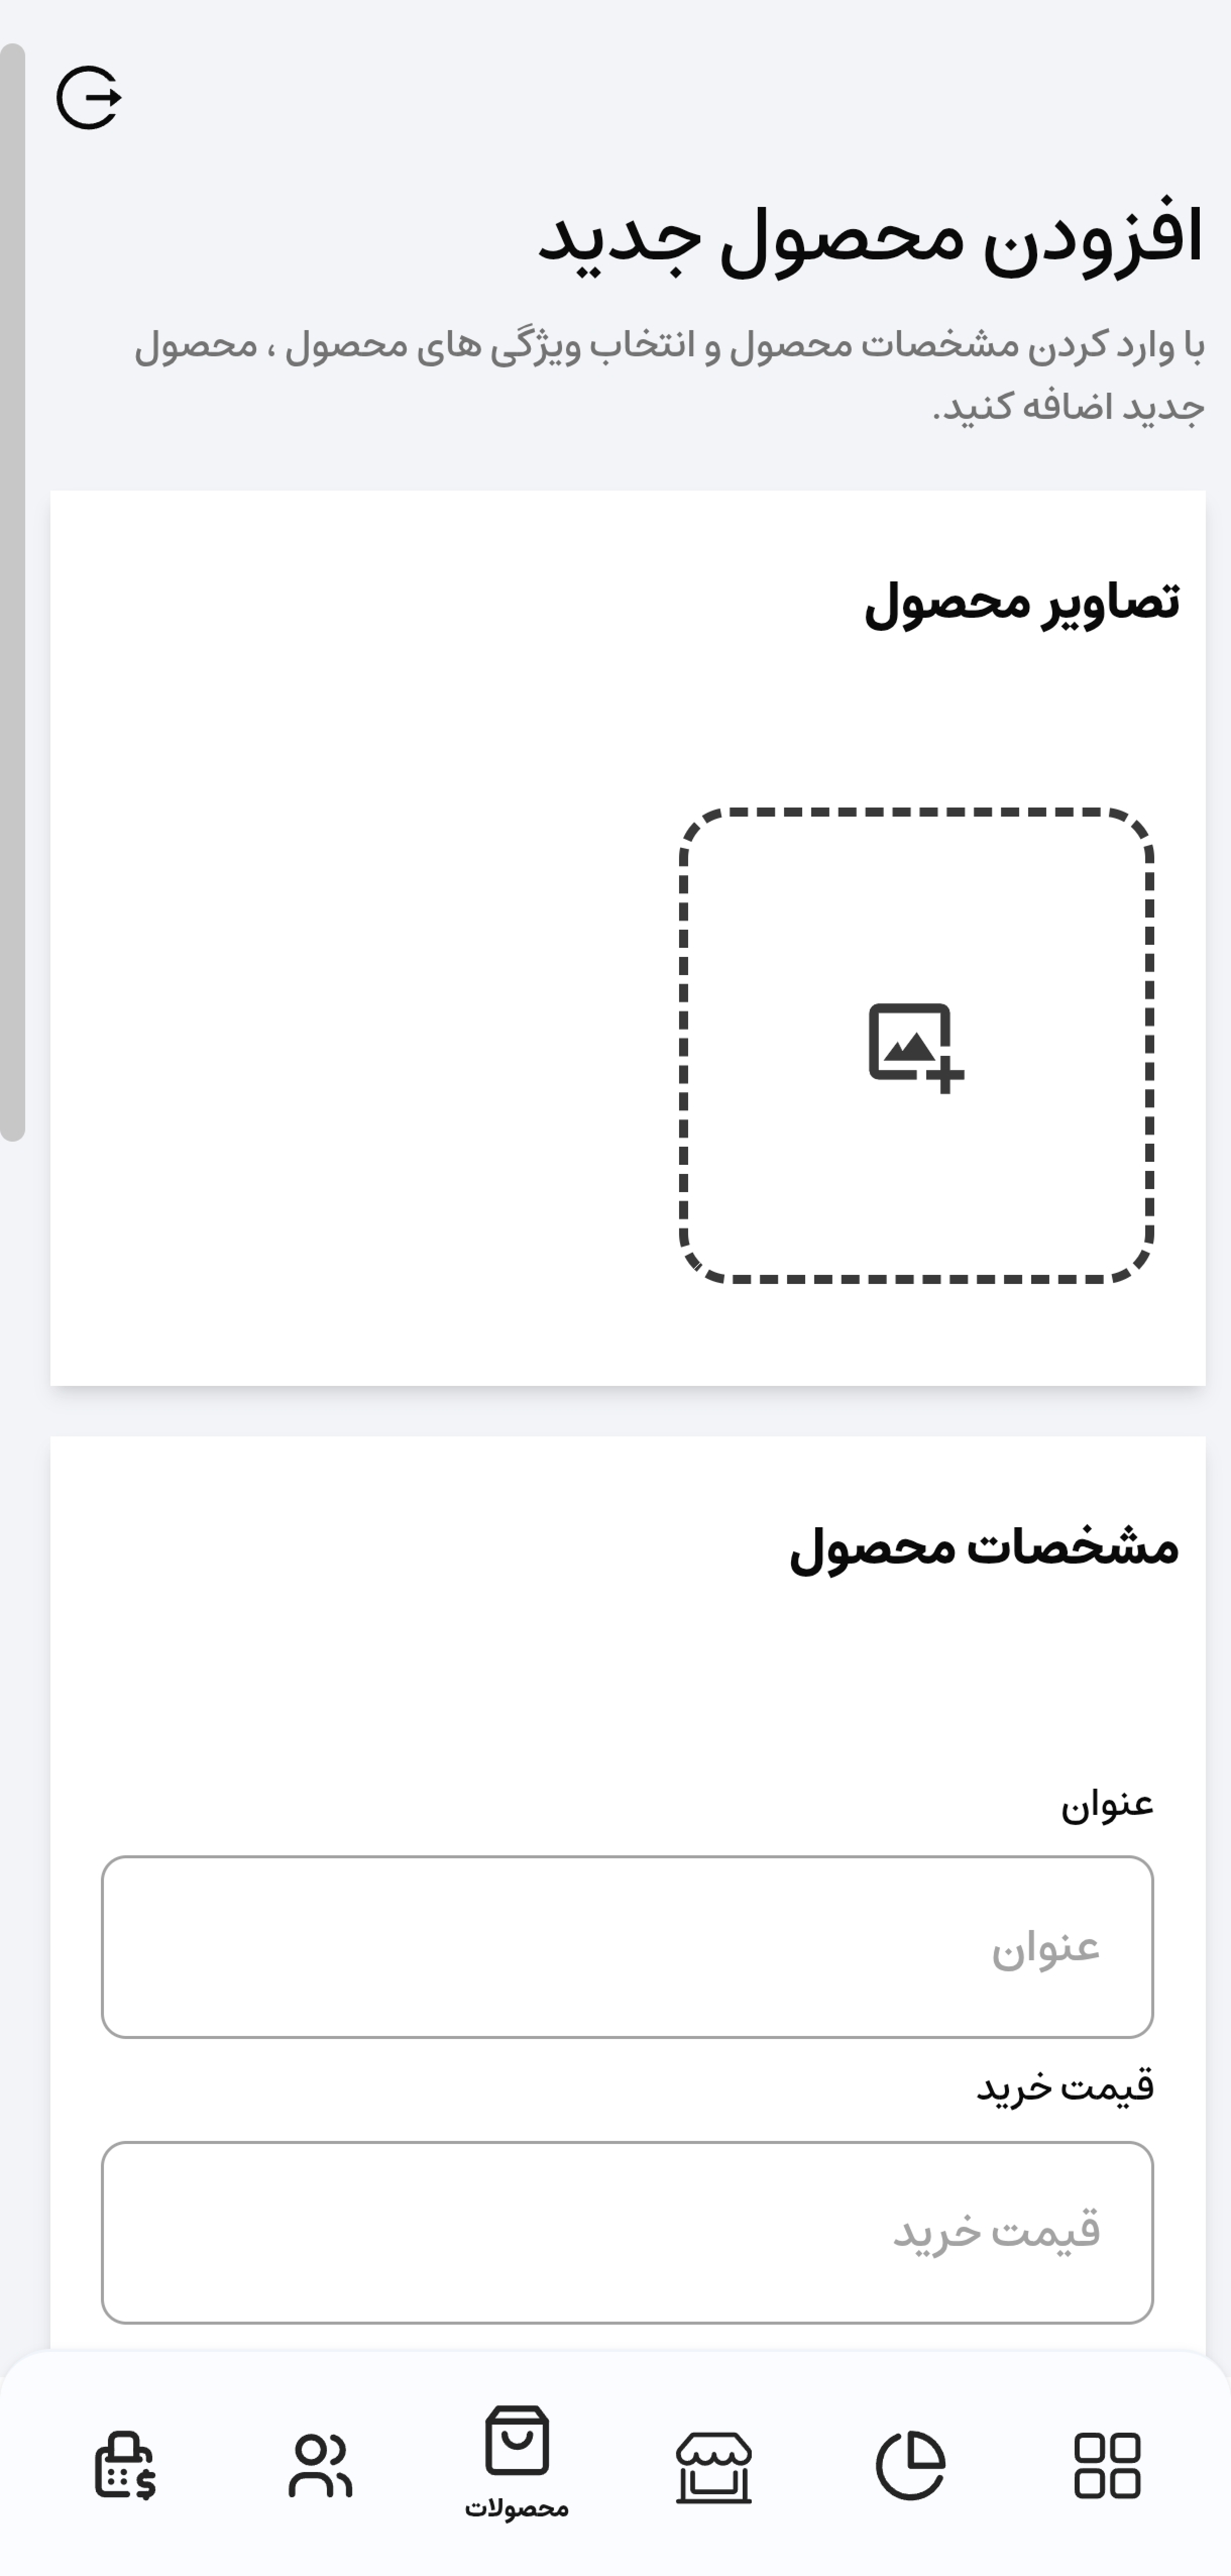 افزودن محصول جدید
با وارد کردن مشخصات محصول و انتخاب ویژگی های محصول ، محصول
جدید اضافه کنید.
تصاویر محصول
مشخصات محصول
عنوان
عنوان
قیمت خرید
قیمت خرید
محصولات